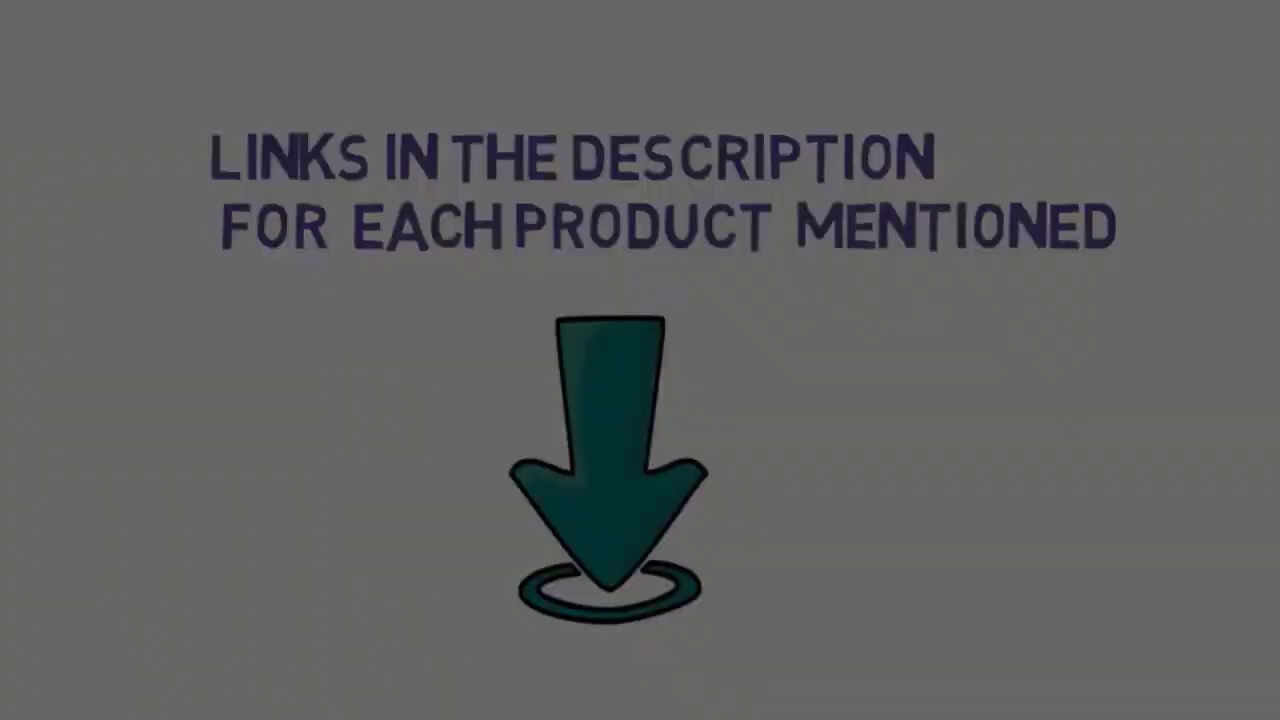 LINKS IN THE DESCRIPTION
FOR EACH PRODUCT MENTIONED